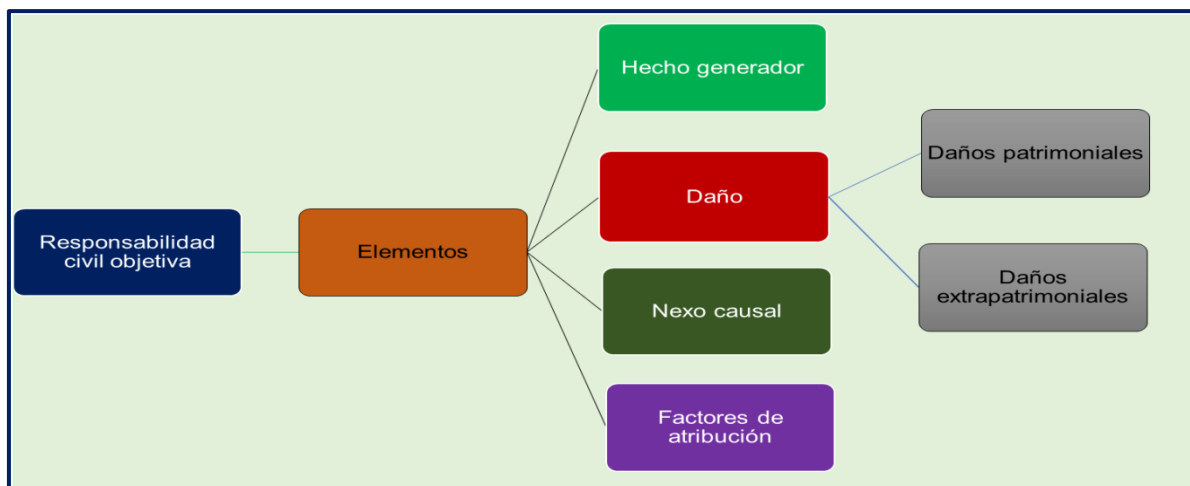 Responsabilidad
civil objetiva
Elementos
Hecho generador
Daño
Nexo causal
Factores de
atribución
Daños patrimoniales
Daños
extrapatrimoniales